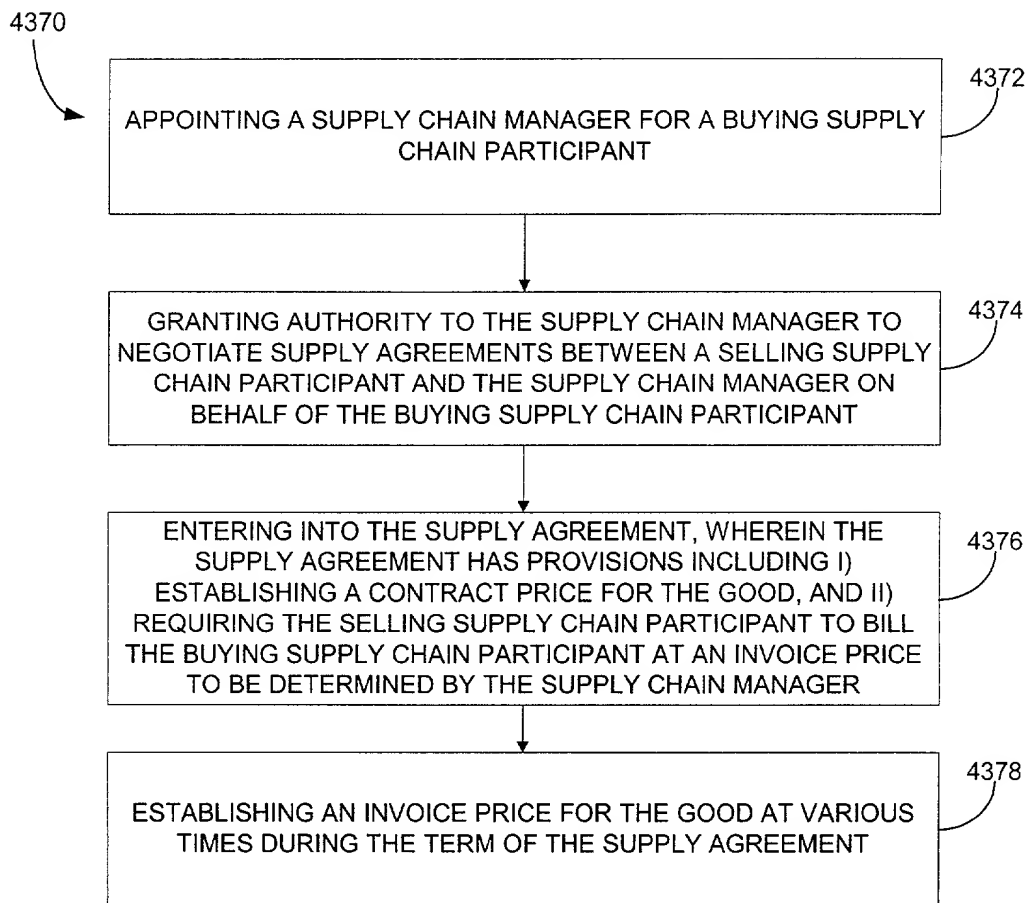 4370
4372
APPOINTING A SUPPLY CHAIN MANAGER FOR A BUYING SUPPLY
CHAIN PARTICIPANT
4374
GRANTING AUTHORITY TO THE SUPPLY CHAIN MANAGER TO
NEGOTIATE SUPPLY AGREEMENTS BETWEEN A SELLING SUPPLY
CHAIN PARTICIPANT AND THE SUPPLY CHAIN MANAGER ON
BEHALF OF THE BUYING SUPPLY CHAIN PARTICIPANT
4376
ENTERING INTO THE SUPPLY AGREEMENT, WHEREIN THE
SUPPLY AGREEMENT HAS PROVISIONS INCLUDING I)
ESTABLISHING A CONTRACT PRICE FOR THE GOOD, AND II)
REQUIRING THE SELLING SUPPLY CHAIN PARTICIPANT TO BILL
THE BUYING SUPPLY CHAIN PARTICIPANT AT AN INVOICE PRICE
TO BE DETERMINED BY THE SUPPLY CHAIN MANAGER
4378
ESTABLISHING AN INVOICE PRICE FOR THE GOOD AT VARIOUS
TIMES DURING THE TERM OF THE SUPPLY AGREEMENT